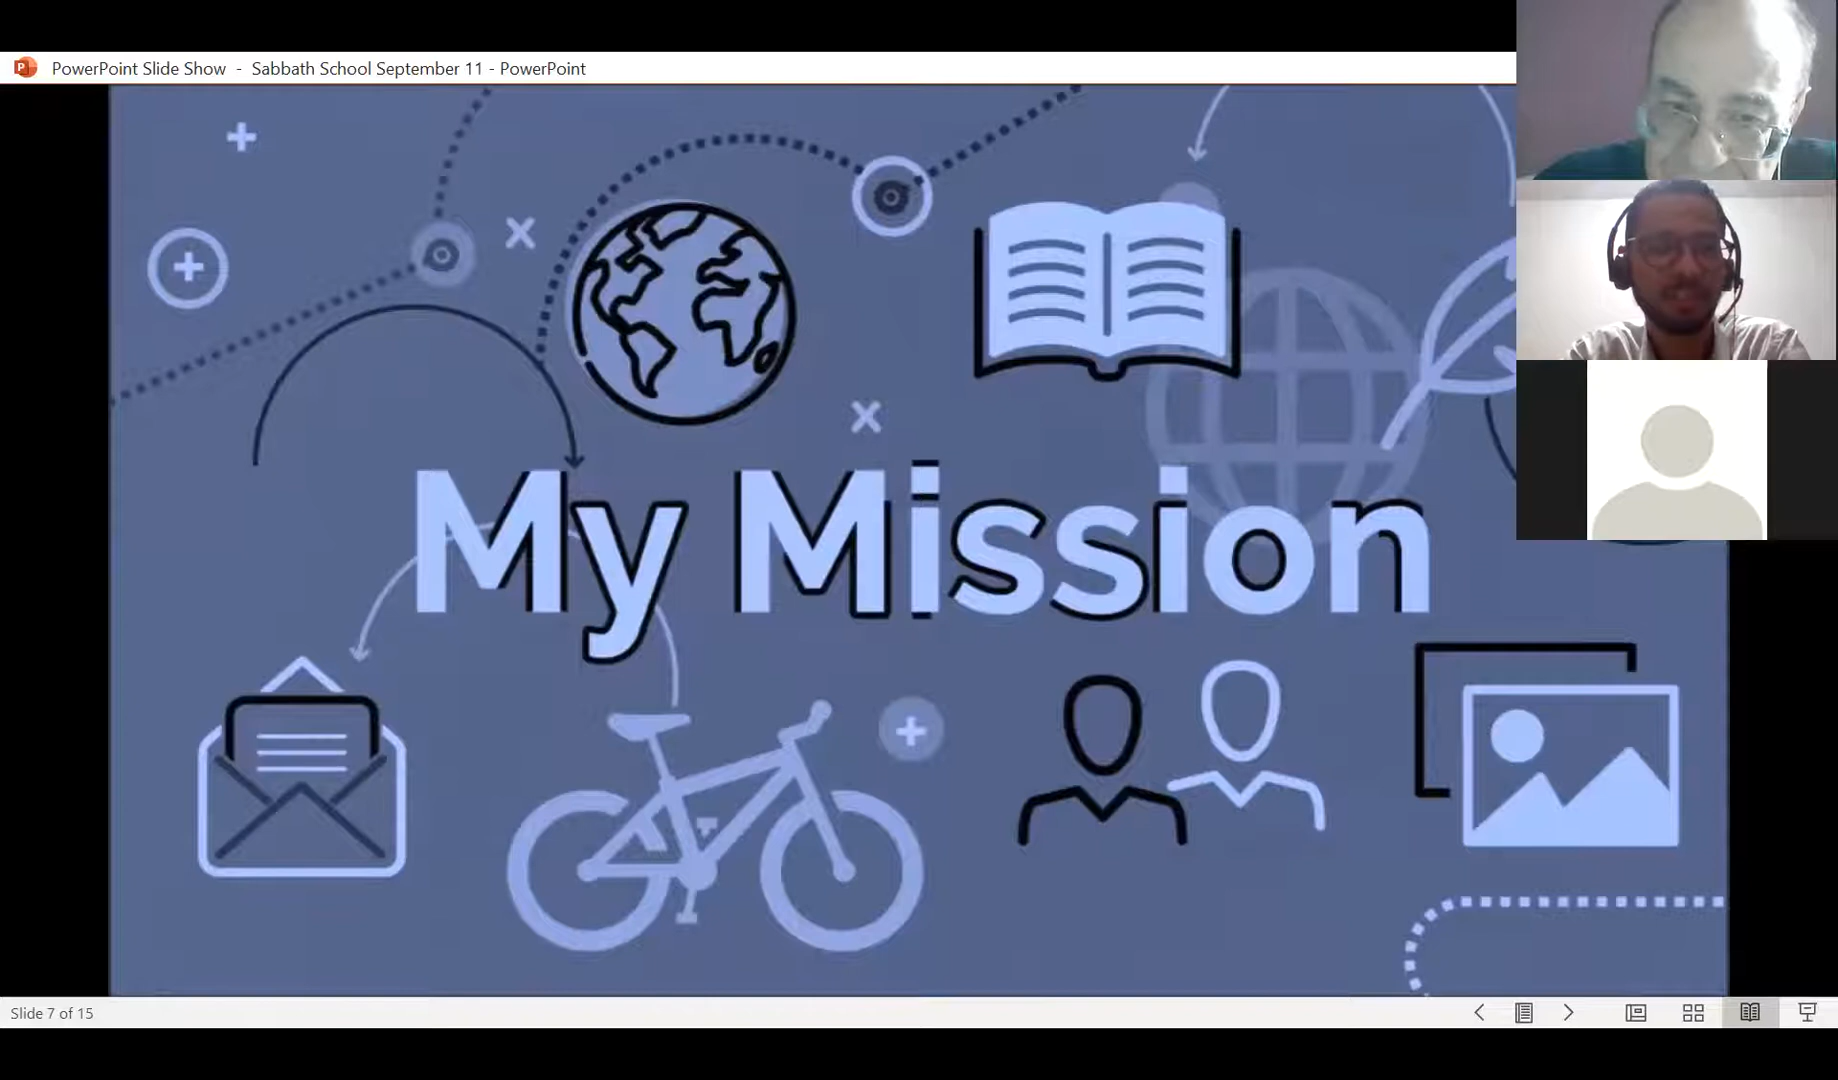 PowerPoint Slide Show - Sabbath School September 11 - PowerPoint
My Mission
Slide 7 of 15